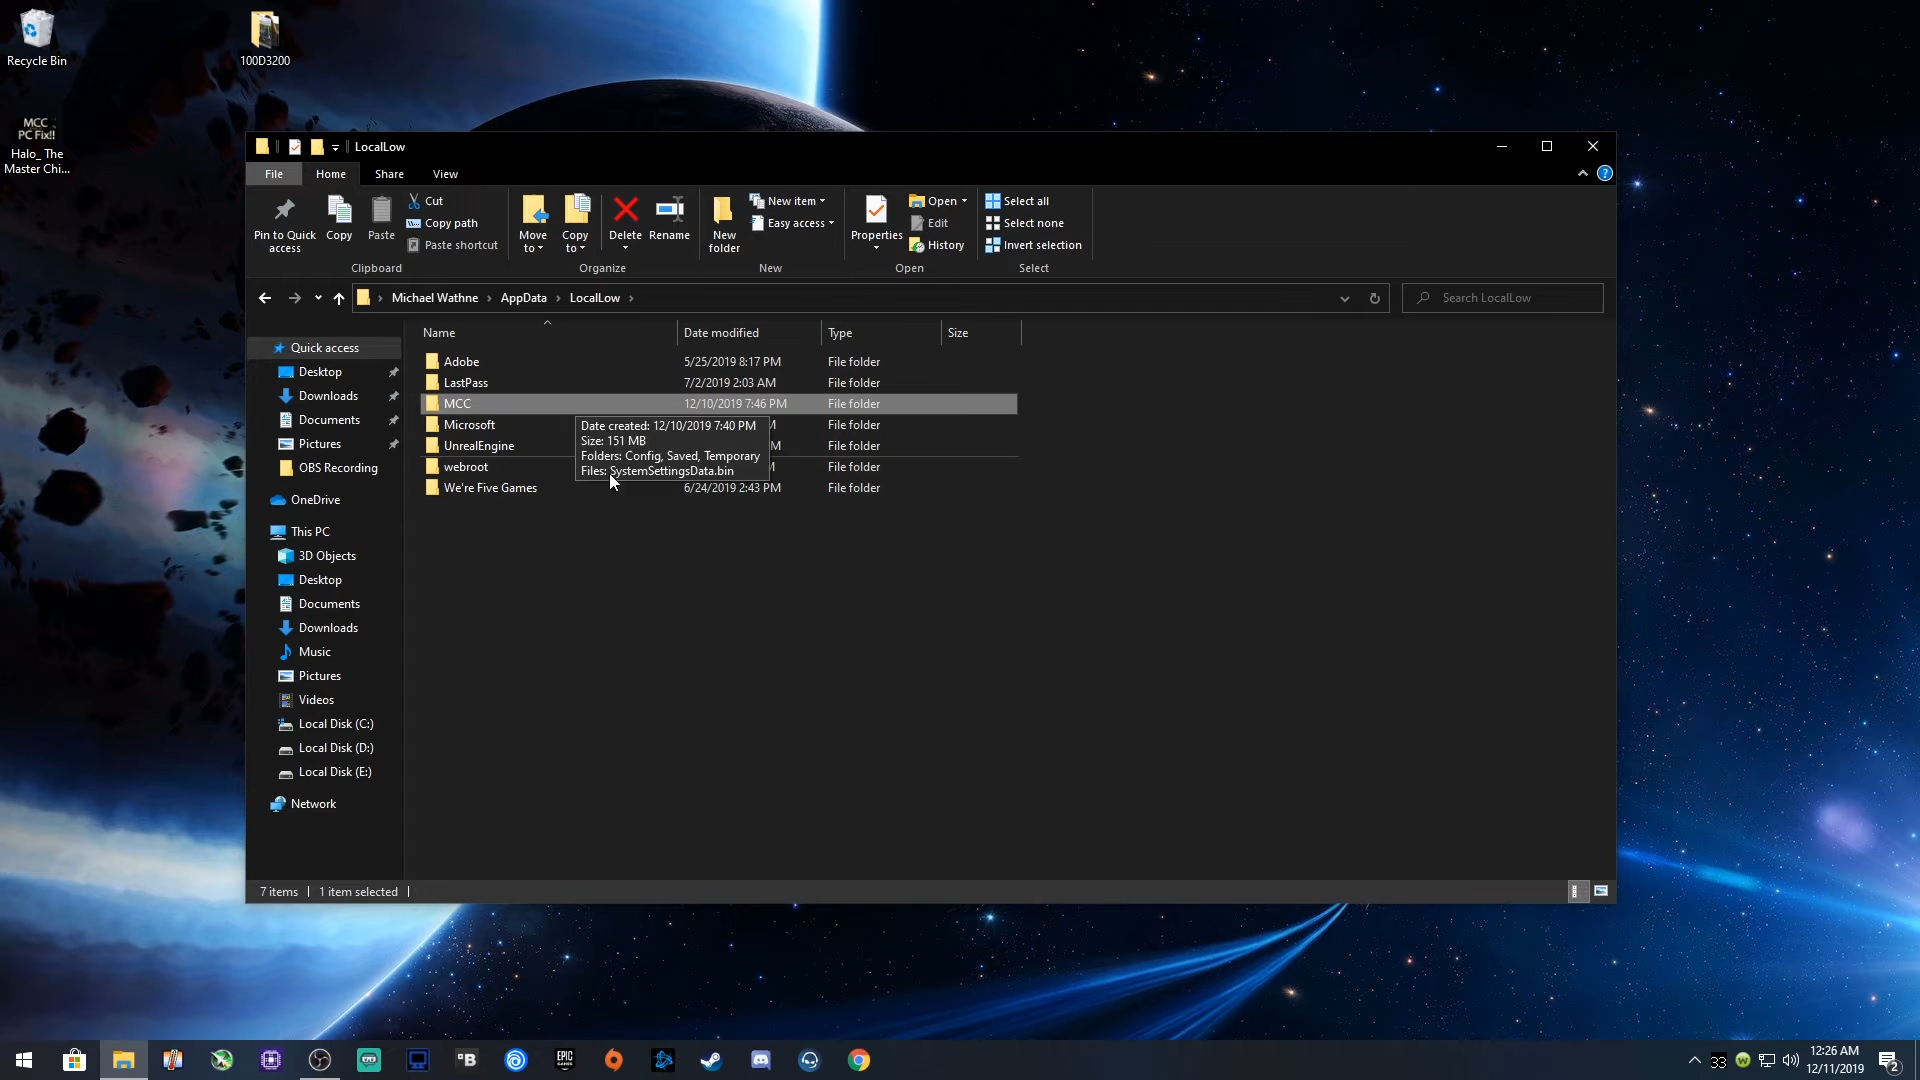 Recycle Bin
100D3200
MCC
PC Fix!!
Halo_ The
Master Chi...
LocalLow
File
Home
Share
View
?
Pin to Quick
access
Copy
Paste
Cut
Copy path
Paste shortcut
Clipboard
Move
to
Copy
to
Delete
Rename
Organize
New
folder
New item
Easy access
New
Properties
Open
Edit
History
Open
Select all
Select none
Invert selection
Select
Michael Wathne
AppData
LocalLow
Search LocalLow
Name
Date modified
Type
Size
Quick access
Desktop
Downloads
Documents
Pictures
OBS Recording
OneDrive
This PC
3D Objects
Desktop
Documents
Downloads
Music
Pictures
Videos
Local Disk (C:)
Local Disk (D:)
Local Disk (E:)
Network
Adobe 5/25/2019 8:17 PM File folder
LastPass 7/2/2019 2:03 AM File folder
MCC 12/10/2019 7:46 PM File folder
Microsoft File folder
UnrealEngine File folder
webroot File folder
We're Five Games 6/24/2019 2:43 PM File folder
Date created: 12/10/2019 7:40 PM
Size: 151 MB
Folders: Config, Saved, Temporary
Files: SystemSettingsData.bin
7 items
1 item selected
B
EPIC
GAMES
33
12:26 AM
12/11/2019
2